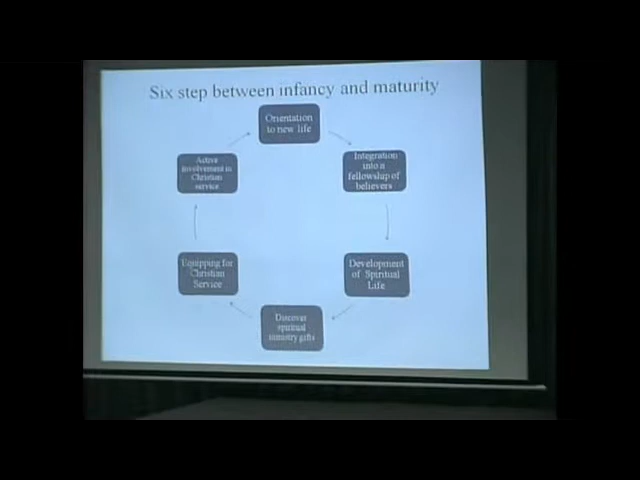 Six step between infancy and maturity
Orientation
to new life
Integration
into a
fellowship of
believers
Development
of Spiritual
Life
Discover
spiritual
ministry gifts
Equipping for
Christian
Service
Active
involvement in
Christian
service